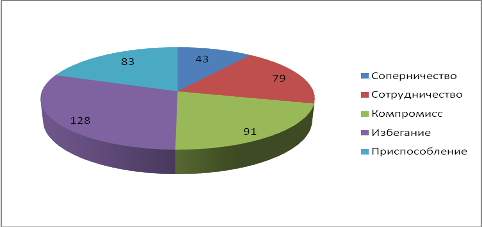 43
79
91
128
83
Соперничество
Сотрудничество
Компромисс
Избегание
Приспособление